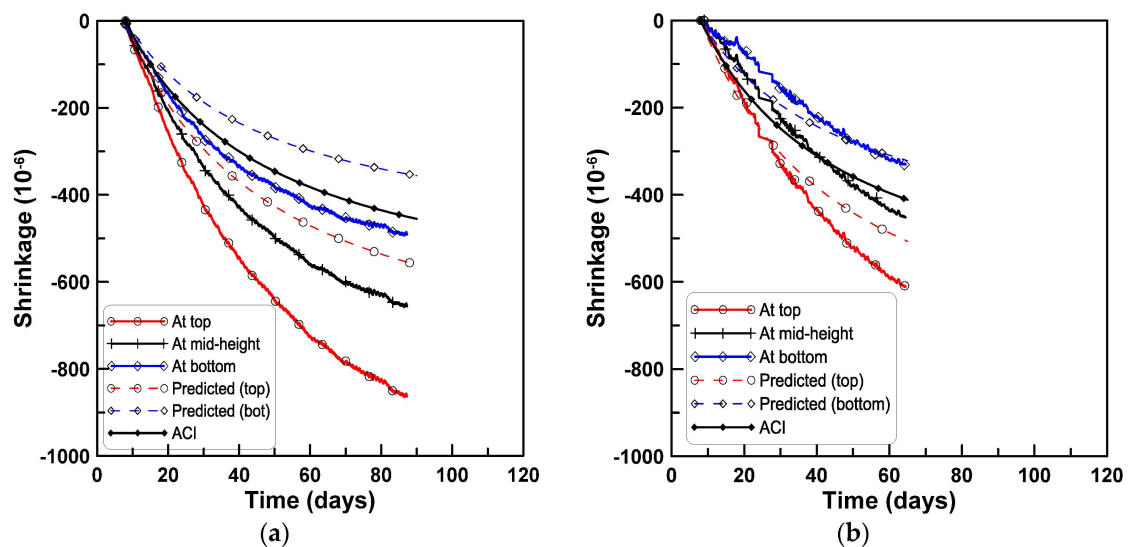 0
-200
-400
-600
-800
-1000
Shrinkage (10-6)
At top
At mid-height
At bottom
Predicted (top)
Predicted (bot)
ACI
0 20 40 60 80 100 120
Time (days)
(a)
0
-200
-400
-600
-800
-1000
Shrinkage (10-6)
At top
At mid-height
At bottom
Predicted (top)
Predicted (bottom)
ACI
0 20 40 60 80 100 120
Time (days)
(b)